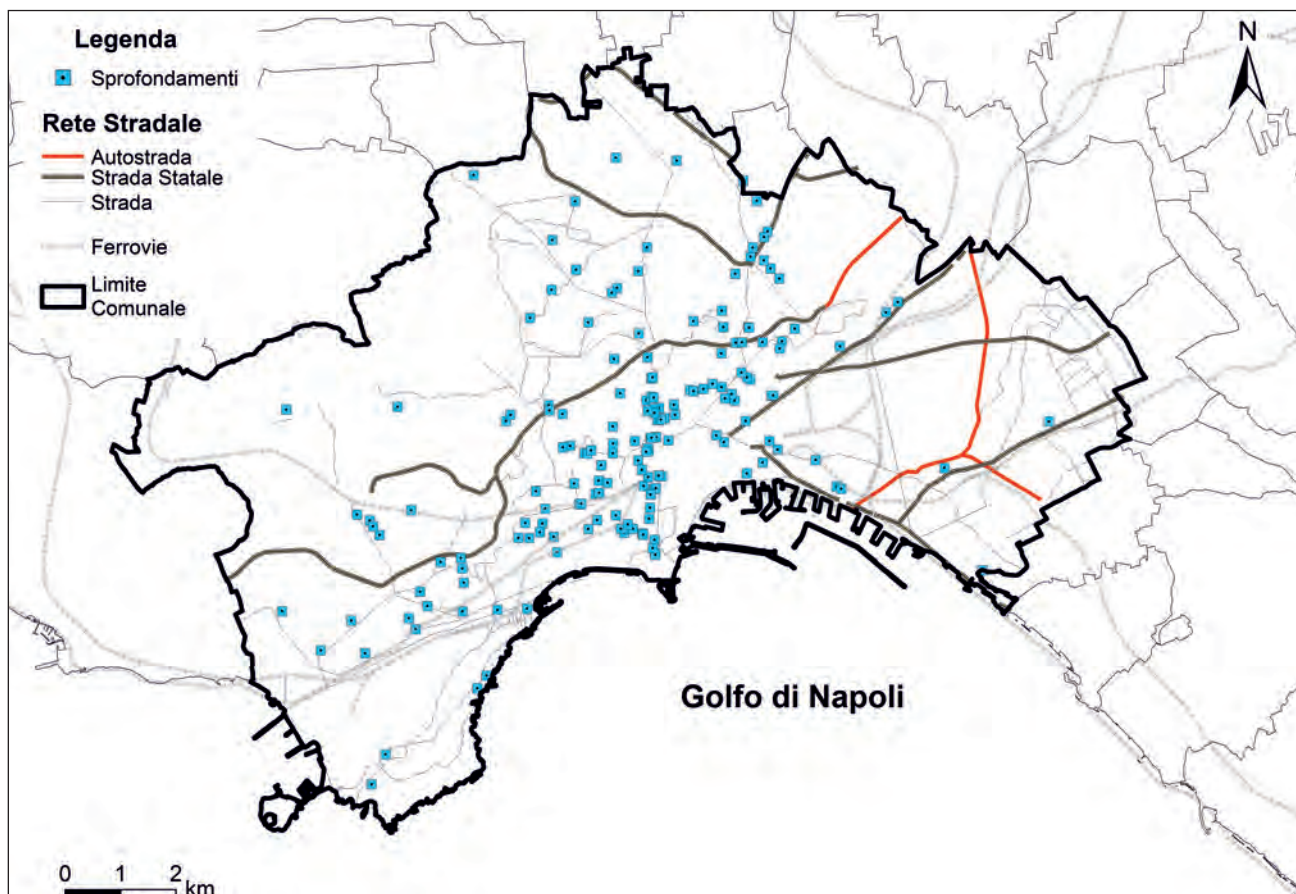 Legenda
Sprofondamenti
Rete Stradale
Autostrada
Strada Statale
Strada
Ferrovie
Limite
Comunale
N
Golfo di Napoli
0 1 2
km